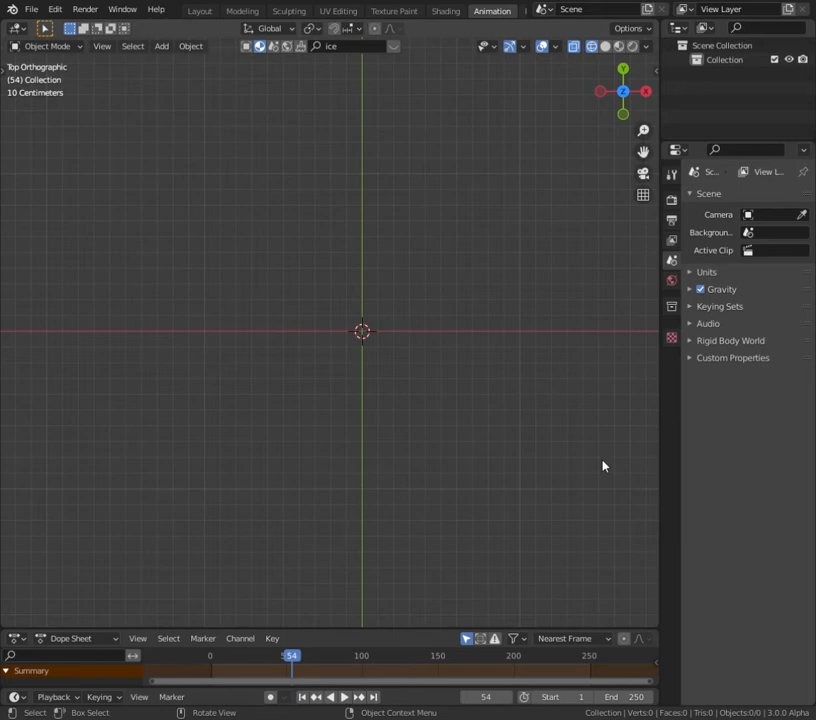 File Edit Render Window Help Layout Modeling Sculpting UV Editing Texture Paint Shading Animation Scene View Layer
Global Options
Object Mode View Select Add Object ice
Top Orthographic
(54) Collection
10 Centimeters
Y
X
Z
Scene Collection
Collection
Sc... View L...
Scene
Camera
Backgroun...
Active Clip
Units
Gravity
Keying Sets
Audio
Rigid Body World
Custom Properties
Dope Sheet View Select Marker Channel Key Nearest Frame
0 54 100 150 200 250
Summary
Playback Keying View Marker 54 Start 1 End 250
Select Box Select Rotate View Object Context Menu Collection | Verts:0 | Faces:0 | Tris:0 | Objects:0/0 | 3.0.0 Alpha